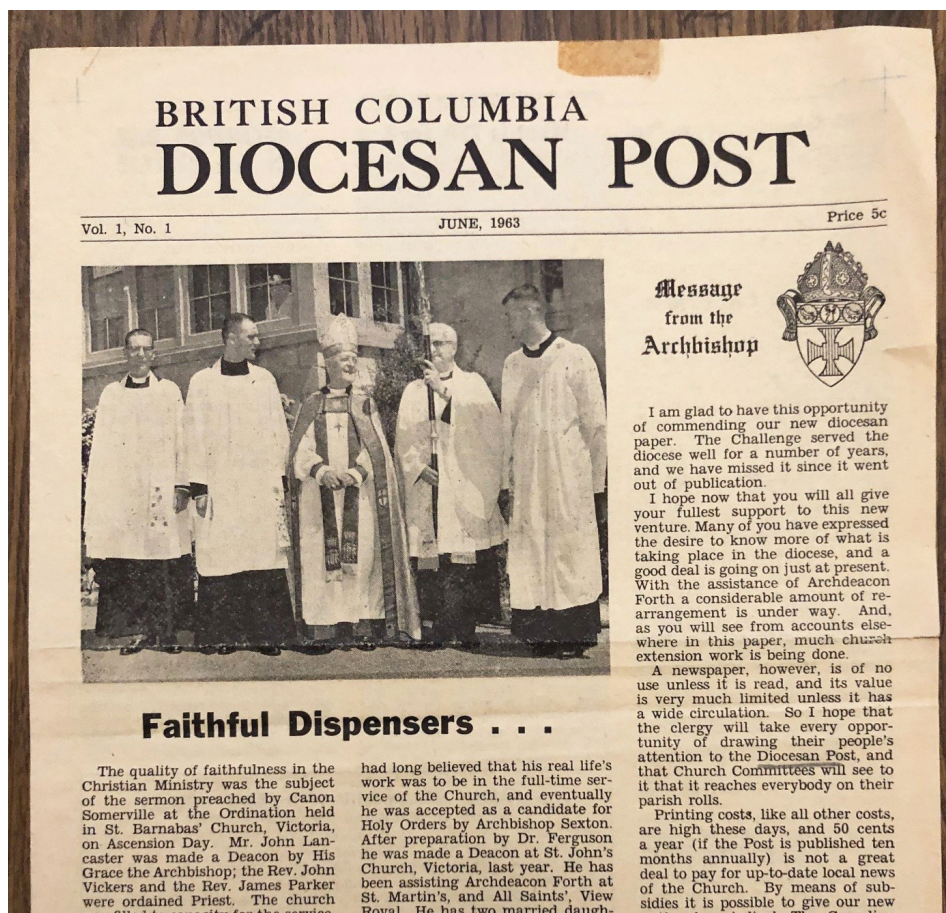 BRITISH COLUMBIA
DIOCESAN POST
Vol. 1, No. 1
JUNE, 1963
Price 5c
Message
from the
Archbishop
I am glad to have this opportunity
of commending our new diocesan
paper. The Challenge served the
diocese well for a number of years,
and we have missed it since it went
out of publication.
I hope now that you will all give
your fullest support to this new
venture. Many of you have expressed
the desire to know more of what is
taking place in the diocese, and a
good deal is going on just at present.
With the assistance of Archdeacon
Forth a considerable amount of re-
arrangement is under way. And,
as you will see from accounts else-
where in this paper, much church
extension work is being done.
A newspaper, however, is of no
use unless it is read, and its value
is very much limited unless it has
a wide circulation. So I hope that
the clergy will take every oppor-
tunity of drawing their people's
attention to the Diocesan Post, and
that Church Committees will see to
it that it reaches everybody on their
parish rolls.
Printing costs, like all other costs,
are high these days, and 50 cents
a year (if the Post is published ten
months annually) is not a great
deal to pay for up-to-date local news
of the Church. By means of sub-
sidies it is possible to give our new
Faithful Dispensers . . .
The quality of faithfulness in the
Christian Ministry was the subject
of the sermon preached by Canon
Somerville at the Ordination held
in St. Barnabas' Church, Victoria,
on Ascension Day. Mr. John Lan-
caster was made a Deacon by His
Grace the Archbishop; the Rev. John
Vickers and the Rev. James Parker
were ordained Priest. The church
had long believed that his real life's
work was to be in the full-time ser-
vice of the Church, and eventually
he was accepted as a candidate for
Holy Orders by Archbishop Sexton.
After preparation by Dr. Ferguson
he was made a Deacon at St. John's
Church, Victoria, last year. He has
been assisting Archdeacon Forth at
St. Martin's, and All Saints', View
Royal. He has two married daugh-